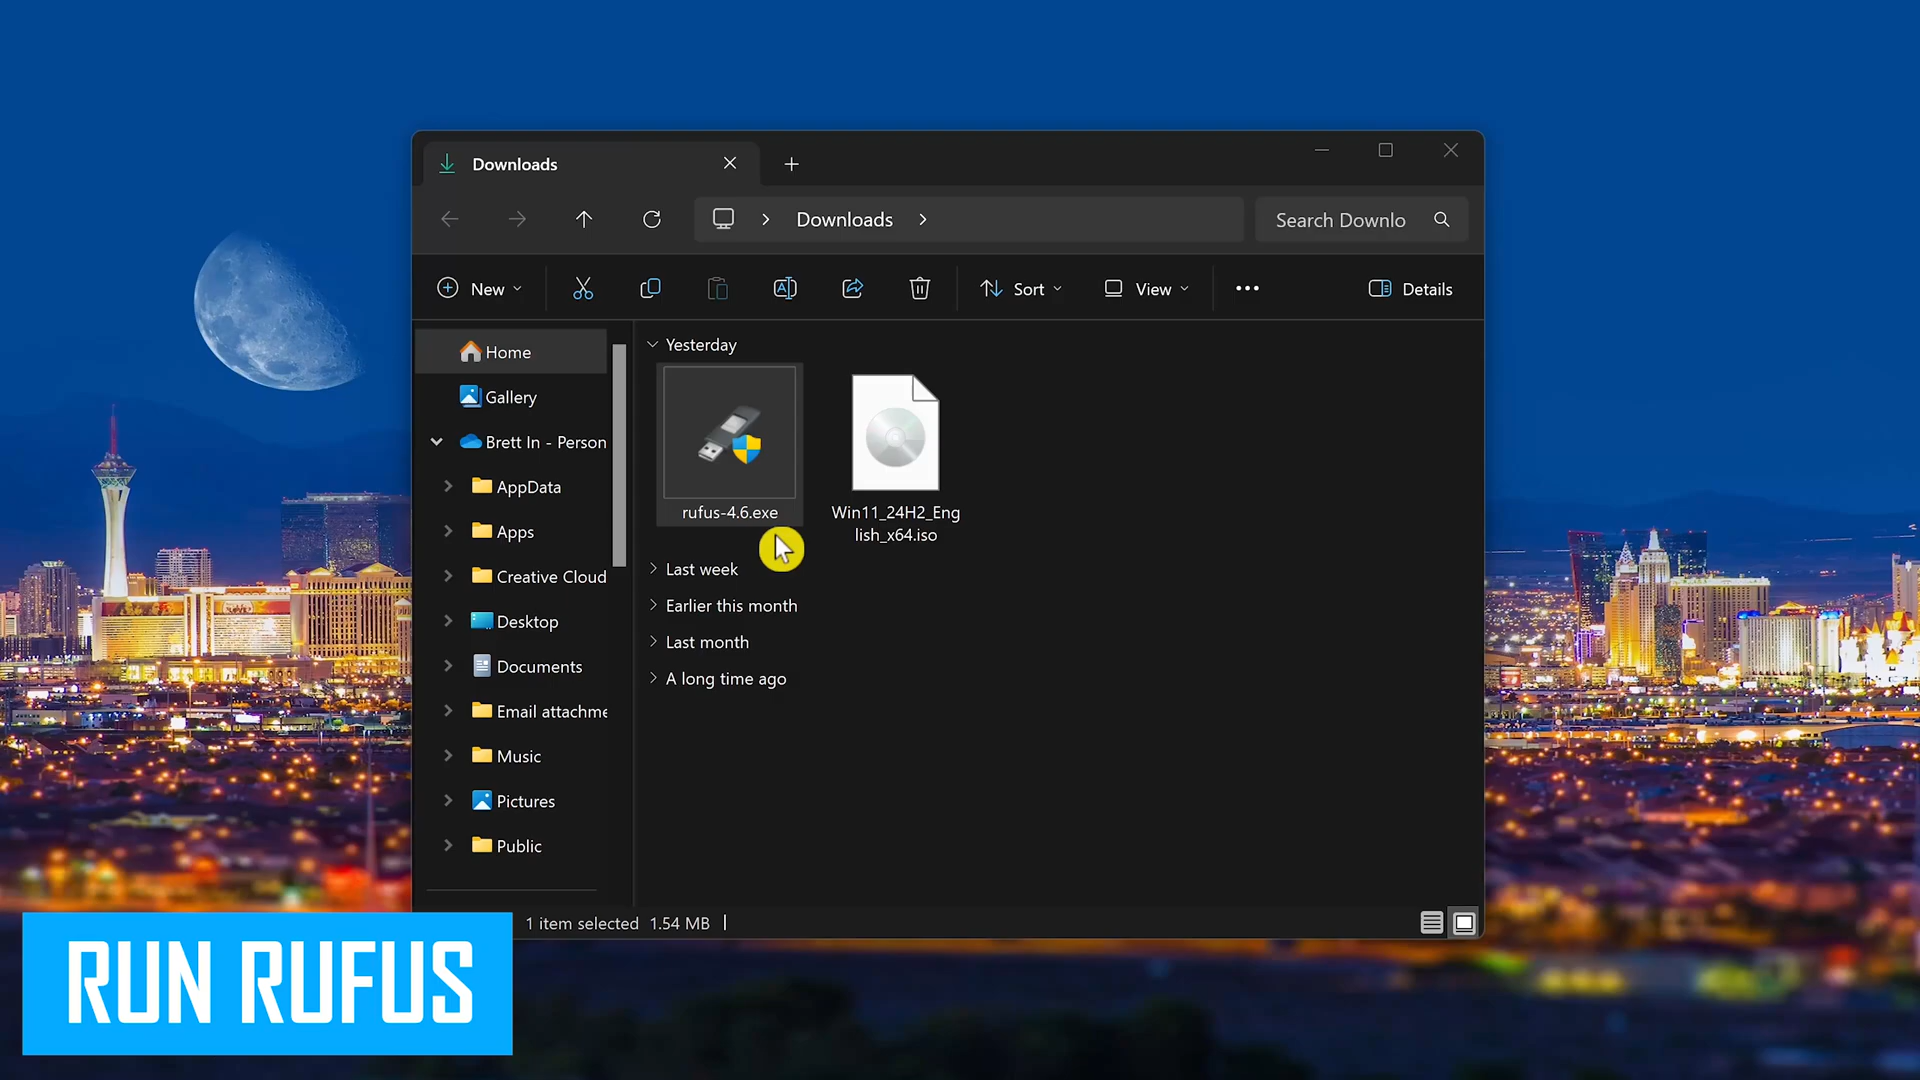 Downloads
Downloads
Search Downlo
New
Sort
View
Details
Home
Gallery
Brett In - Person
AppData
Apps
Creative Cloud
Desktop
Documents
Email attachme
Music
Pictures
Public
Yesterday
rufus-4.6.exe
Win11_24H2_Eng
lish_x64.iso
Last week
Earlier this month
Last month
A long time ago
1 item selected 1.54 MB
RUN RUFUS